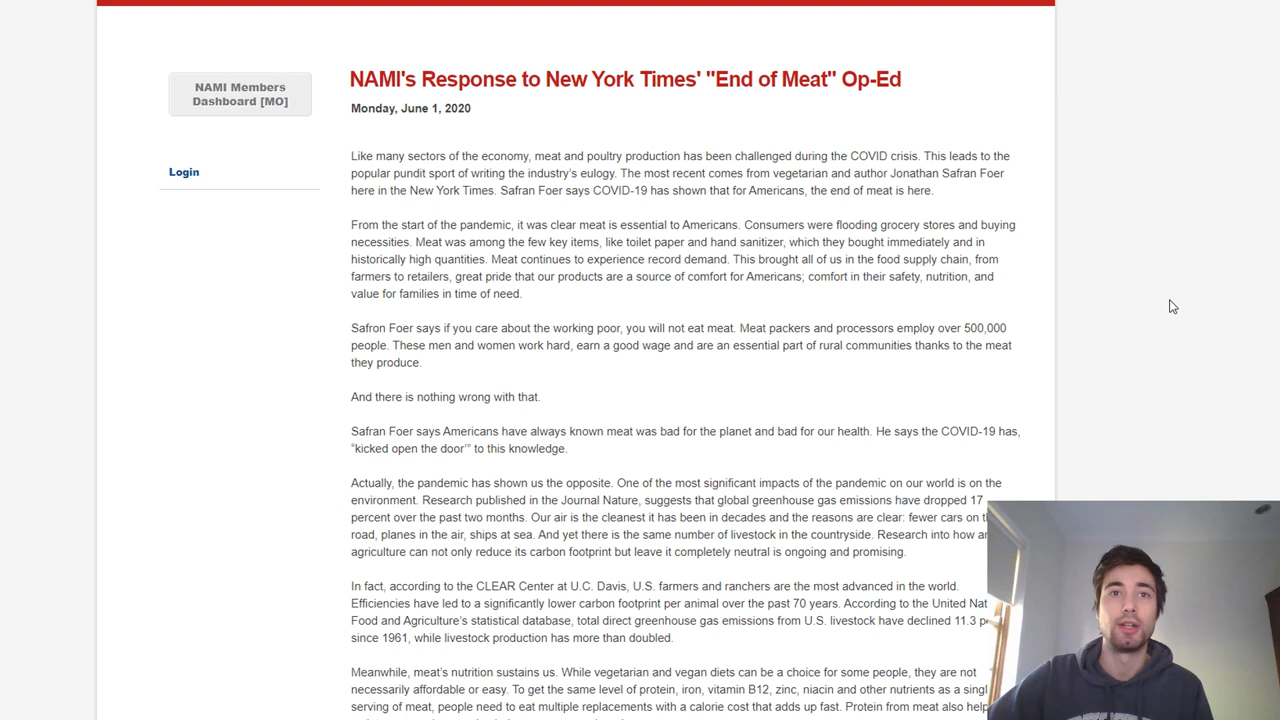 NAMI Members
Dashboard [MO]
Login
NAMI's Response to New York Times' "End of Meat" Op-Ed
Monday, June 1, 2020
Like many sectors of the economy, meat and poultry production has been challenged during the COVID crisis. This leads to the
popular pundit sport of writing the industry’s eulogy. The most recent comes from vegetarian and author Jonathan Safran Foer
here in the New York Times. Safran Foer says COVID-19 has shown that for Americans, the end of meat is here.
From the start of the pandemic, it was clear meat is essential to Americans. Consumers were flooding grocery stores and buying
necessities. Meat was among the few key items, like toilet paper and hand sanitizer, which they bought immediately and in
historically high quantities. Meat continues to experience record demand. This brought all of us in the food supply chain, from
farmers to retailers, great pride that our products are a source of comfort for Americans; comfort in their safety, nutrition, and
value for families in time of need.
Safron Foer says if you care about the working poor, you will not eat meat. Meat packers and processors employ over 500,000
people. These men and women work hard, earn a good wage and are an essential part of rural communities thanks to the meat
they produce.
And there is nothing wrong with that.
Safran Foer says Americans have always known meat was bad for the planet and bad for our health. He says the COVID-19 has,
“kicked open the door’” to this knowledge.
Actually, the pandemic has shown us the opposite. One of the most significant impacts of the pandemic on our world is on the
environment. Research published in the Journal Nature, suggests that global greenhouse gas emissions have dropped 17
percent over the past two months. Our air is the cleanest it has been in decades and the reasons are clear: fewer cars on
road, planes in the air, ships at sea. And yet there is the same number of livestock in the countryside. Research into how
agriculture can not only reduce its carbon footprint but leave it completely neutral is ongoing and promising.
In fact, according to the CLEAR Center at U.C. Davis, U.S. farmers and ranchers are the most advanced in the world.
Efficiencies have led to a significantly lower carbon footprint per animal over the past 70 years. According to the United
Food and Agriculture’s statistical database, total direct greenhouse gas emissions from U.S. livestock have declined 11.3
since 1961, while livestock production has more than doubled.
Meanwhile, meat’s nutrition sustains us. While vegetarian and vegan diets can be a choice for some people, they are not
necessarily affordable or easy. To get the same level of protein, iron, vitamin B12, zinc, niacin and other nutrients as a
serving of meat, people need to eat multiple replacements with a calorie cost that adds up fast. Protein from meat also